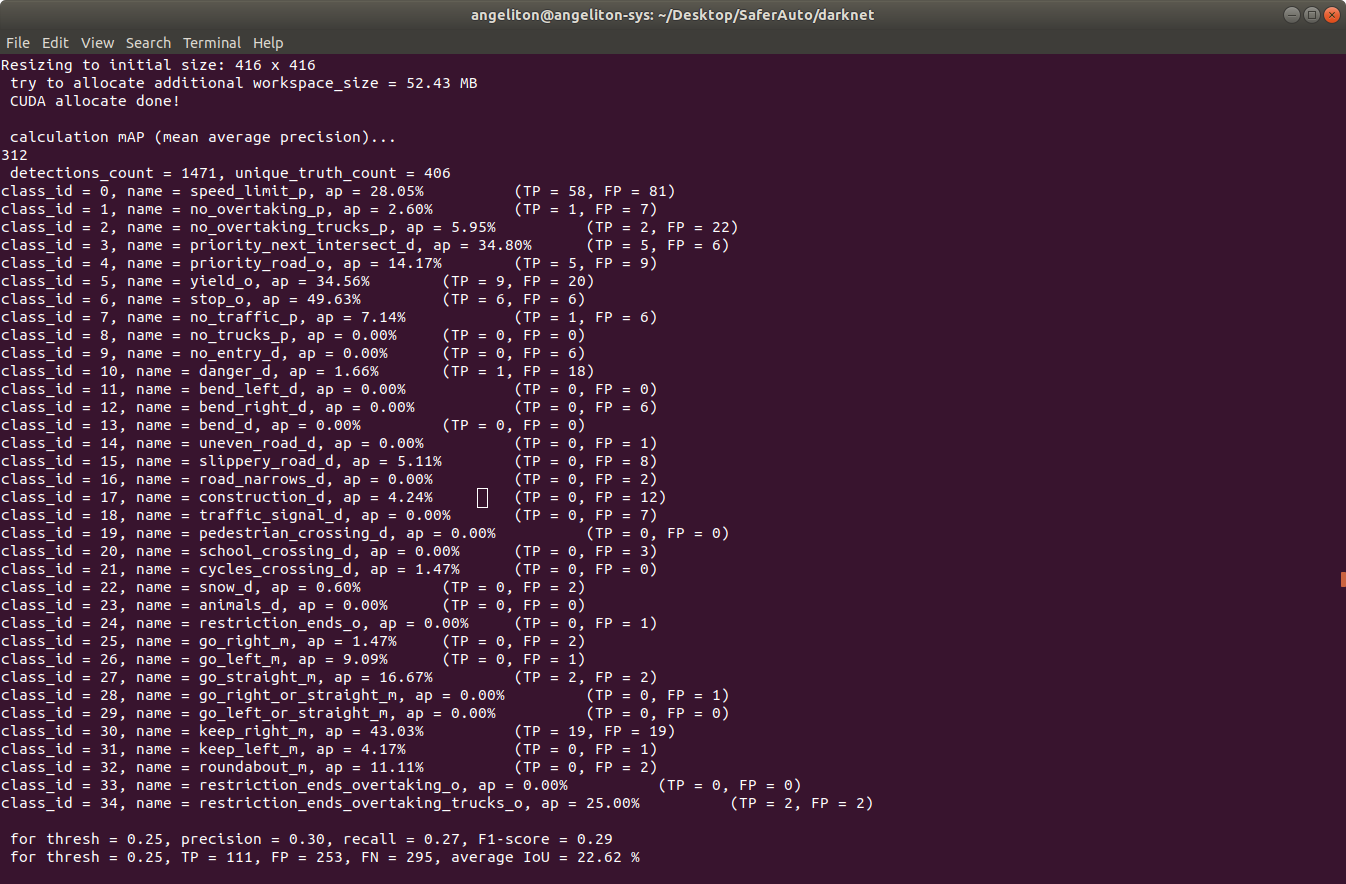 angeliton@angeliton-sys: ~/Desktop/SaferAuto/darknet
File Edit View Search Terminal Help
Resizing to initial size: 416 x 416
try to allocate additional workspace_size = 52.43 MB
CUDA allocate done!
calculation mAP (mean average precision)...
312
detections_count = 1471, unique_truth_count = 406
class_id = 0, name = speed_limit_p, ap = 28.05% (TP = 58, FP = 81)
class_id = 1, name = no_overtaking_p, ap = 2.60% (TP = 1, FP = 7)
class_id = 2, name = no_overtaking_trucks_p, ap = 5.95% (TP = 2, FP = 22)
class_id = 3, name = priority_next_intersect_d, ap = 34.80% (TP = 5, FP = 6)
class_id = 4, name = priority_road_o, ap = 14.17% (TP = 5, FP = 9)
class_id = 5, name = yield_o, ap = 34.56% (TP = 9, FP = 20)
class_id = 6, name = stop_o, ap = 49.63% (TP = 6, FP = 6)
class_id = 7, name = no_traffic_p, ap = 7.14% (TP = 1, FP = 6)
class_id = 8, name = no_trucks_p, ap = 0.00% (TP = 0, FP = 0)
class_id = 9, name = no_entry_d, ap = 0.00% (TP = 0, FP = 6)
class_id = 10, name = danger_d, ap = 1.66% (TP = 1, FP = 18)
class_id = 11, name = bend_left_d, ap = 0.00% (TP = 0, FP = 0)
class_id = 12, name = bend_right_d, ap = 0.00% (TP = 0, FP = 6)
class_id = 13, name = bend_d, ap = 0.00% (TP = 0, FP = 0)
class_id = 14, name = uneven_road_d, ap = 0.00% (TP = 0, FP = 1)
class_id = 15, name = slippery_road_d, ap = 5.11% (TP = 0, FP = 8)
class_id = 16, name = road_narrows_d, ap = 0.00% (TP = 0, FP = 2)
class_id = 17, name = construction_d, ap = 4.24% (TP = 0, FP = 12)
class_id = 18, name = traffic_signal_d, ap = 0.00% (TP = 0, FP = 7)
class_id = 19, name = pedestrian_crossing_d, ap = 0.00% (TP = 0, FP = 0)
class_id = 20, name = school_crossing_d, ap = 0.00% (TP = 0, FP = 3)
class_id = 21, name = cycles_crossing_d, ap = 1.47% (TP = 0, FP = 0)
class_id = 22, name = snow_d, ap = 0.60% (TP = 0, FP = 2)
class_id = 23, name = animals_d, ap = 0.00% (TP = 0, FP = 0)
class_id = 24, name = restriction_ends_o, ap = 0.00% (TP = 0, FP = 1)
class_id = 25, name = go_right_m, ap = 1.47% (TP = 0, FP = 2)
class_id = 26, name = go_left_m, ap = 9.09% (TP = 0, FP = 1)
class_id = 27, name = go_straight_m, ap = 16.67% (TP = 2, FP = 2)
class_id = 28, name = go_right_or_straight_m, ap = 0.00% (TP = 0, FP = 1)
class_id = 29, name = go_left_or_straight_m, ap = 0.00% (TP = 0, FP = 0)
class_id = 30, name = keep_right_m, ap = 43.03% (TP = 19, FP = 19)
class_id = 31, name = keep_left_m, ap = 4.17% (TP = 0, FP = 1)
class_id = 32, name = roundabout_m, ap = 11.11% (TP = 0, FP = 2)
class_id = 33, name = restriction_ends_overtaking_o, ap = 0.00% (TP = 0, FP = 0)
class_id = 34, name = restriction_ends_overtaking_trucks_o, ap = 25.00% (TP = 2, FP = 2)
for thresh = 0.25, precision = 0.30, recall = 0.27, F1-score = 0.29
for thresh = 0.25, TP = 111, FP = 253, FN = 295, average IoU = 22.62 %